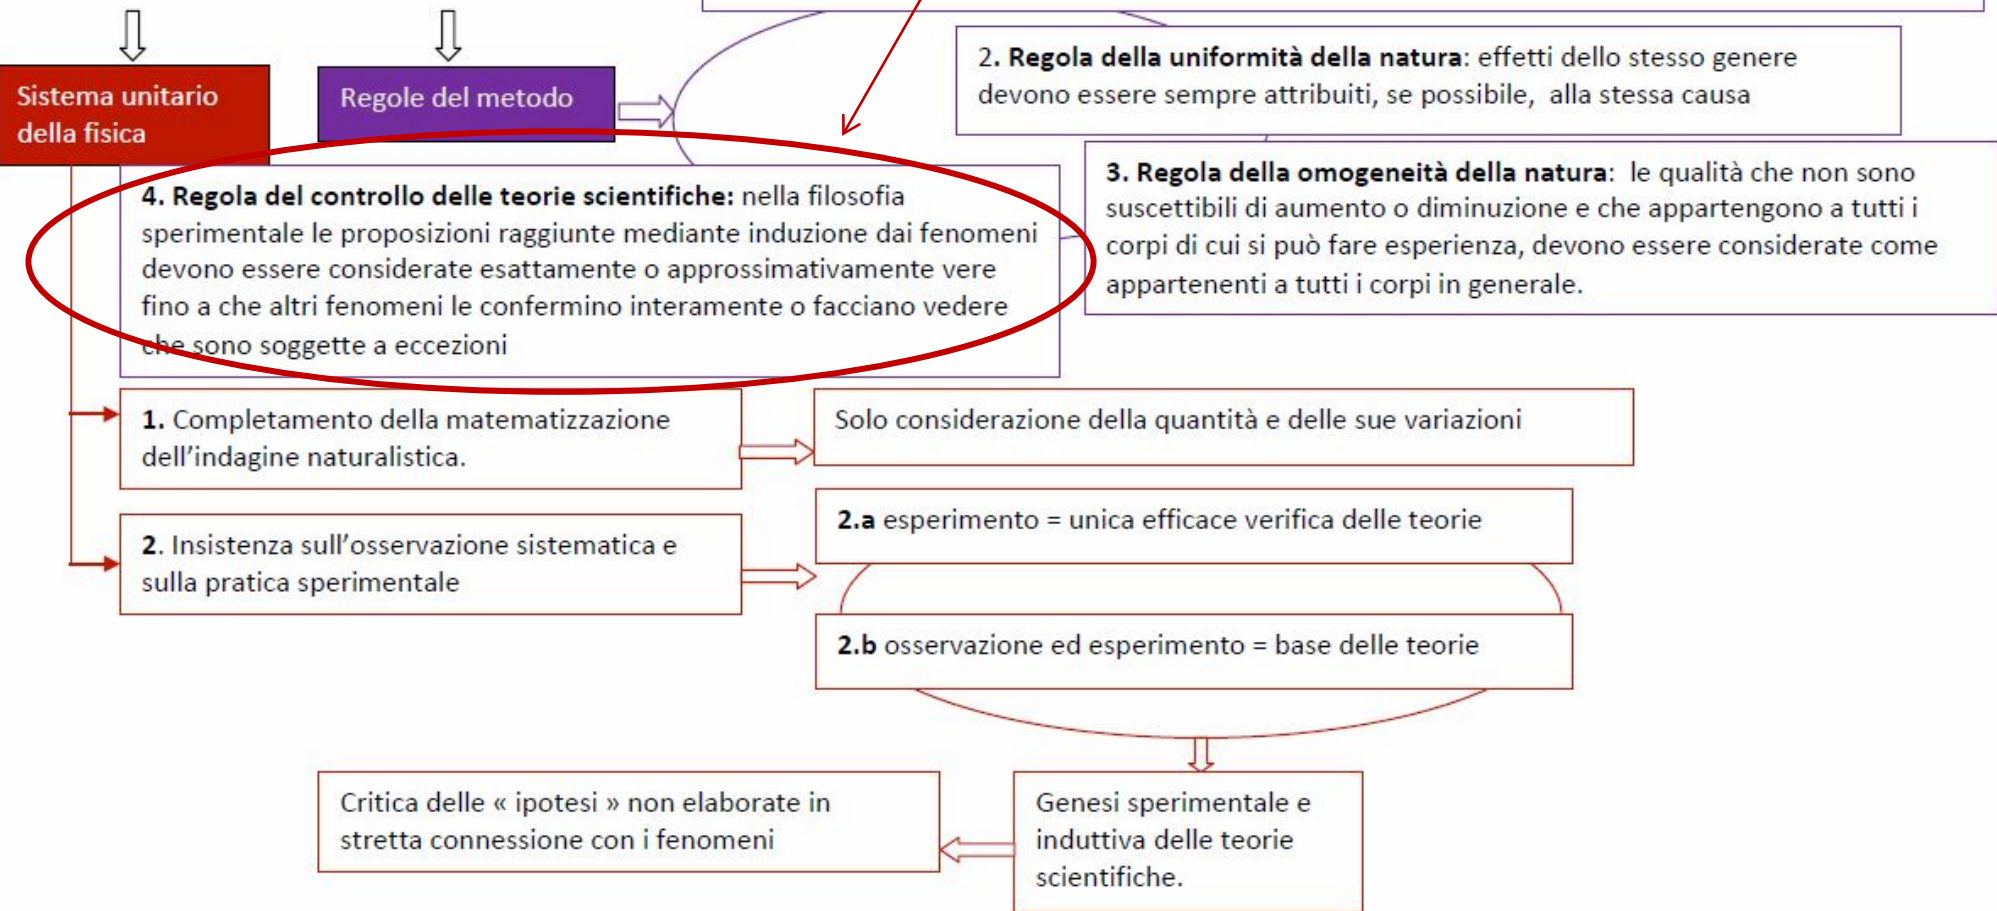 Sistema unitario
della fisica
Regole del metodo
2. Regola della uniformità della natura: effetti dello stesso genere
devono essere sempre attribuiti, se possibile, alla stessa causa
3. Regola della omogeneità della natura: le qualità che non sono
suscettibili di aumento o diminuzione e che appartengono a tutti i
corpi di cui si può fare esperienza, devono essere considerate come
appartenenti a tutti i corpi in generale.
4. Regola del controllo delle teorie scientifiche: nella filosofia
sperimentale le proposizioni raggiunte mediante induzione dai fenomeni
devono essere considerate esattamente o approssimativamente vere
fino a che altri fenomeni le confermino interamente o facciano vedere
che sono soggette a eccezioni
1. Completamento della matematizzazione
dell’indagine naturalistica.
Solo considerazione della quantità e delle sue variazioni
2. Insistenza sull’osservazione sistematica e
sulla pratica sperimentale
2.a esperimento = unica efficace verifica delle teorie
2.b osservazione ed esperimento = base delle teorie
Critica delle « ipotesi » non elaborate in
stretta connessione con i fenomeni
Genesi sperimentale e
induttiva delle teorie
scientifiche.